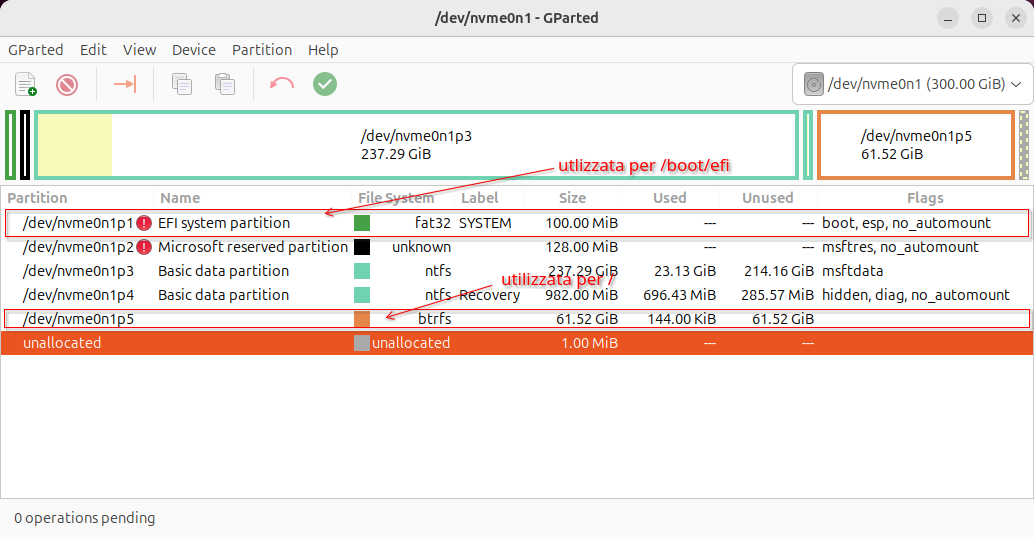 /dev/nvme0n1 - GParted
GParted Edit View Device Partition Help
/dev/nvme0n1 (300.00 GiB)
/dev/nvme0n1p3
237.29 GiB
/dev/nvme0n1p5
61.52 GiB
utlizzata per /boot/efi
Partition Name File System Label Size Used Unused Flags
/dev/nvme0n1p1 EFI system partition fat32 SYSTEM 100.00 MiB --- --- boot, esp, no_automount
/dev/nvme0n1p2 Microsoft reserved partition unknown 128.00 MiB --- --- msftres, no_automount
/dev/nvme0n1p3 Basic data partition ntfs 237.29 GiB 23.13 GiB 214.16 GiB msftdata
utilizzata per /
/dev/nvme0n1p4 Basic data partition ntfs Recovery 982.00 MiB 696.43 MiB 285.57 MiB hidden, diag, no_automount
/dev/nvme0n1p5 btrfs 61.52 GiB 144.00 KiB 61.52 GiB
unallocated unallocated 1.00 MiB --- ---
0 operations pending